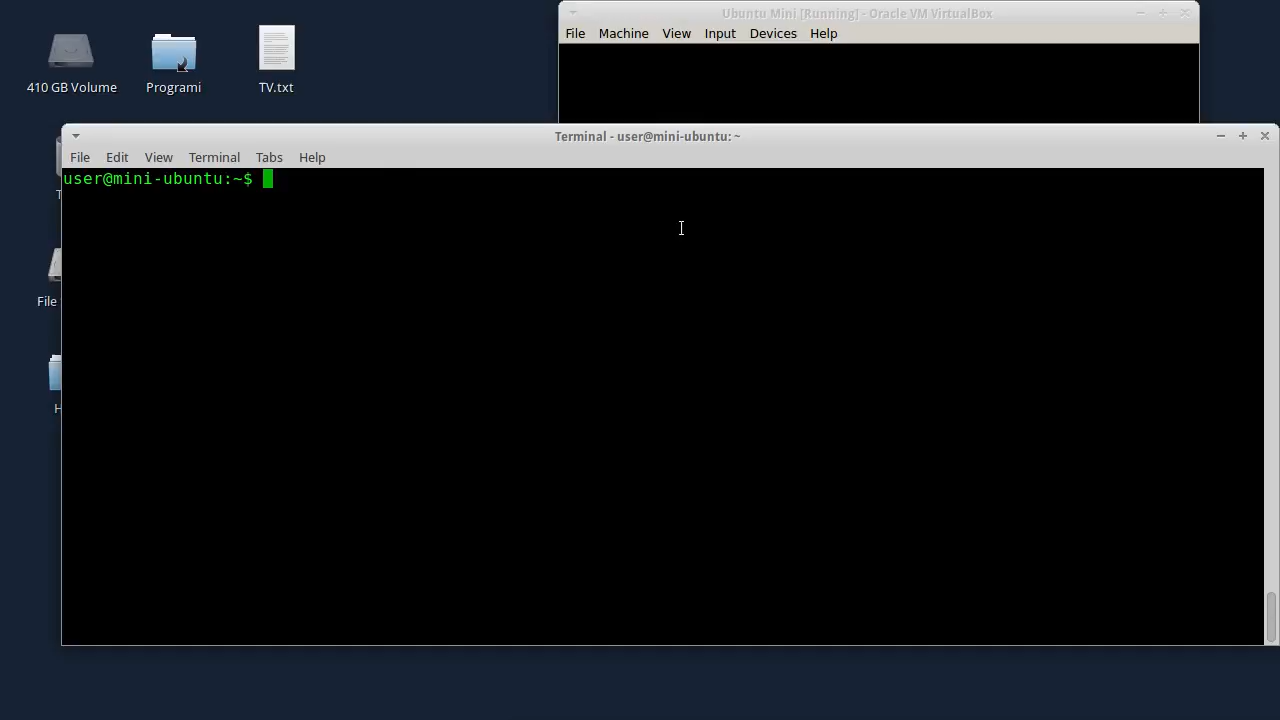 Ubuntu Mini [Running] - Oracle VM VirtualBox
File Machine View Input Devices Help
410 GB Volume
Programi
TV.txt
Terminal - user@mini-ubuntu: ~
File Edit View Terminal Tabs Help
user@mini-ubuntu:~$
File
H